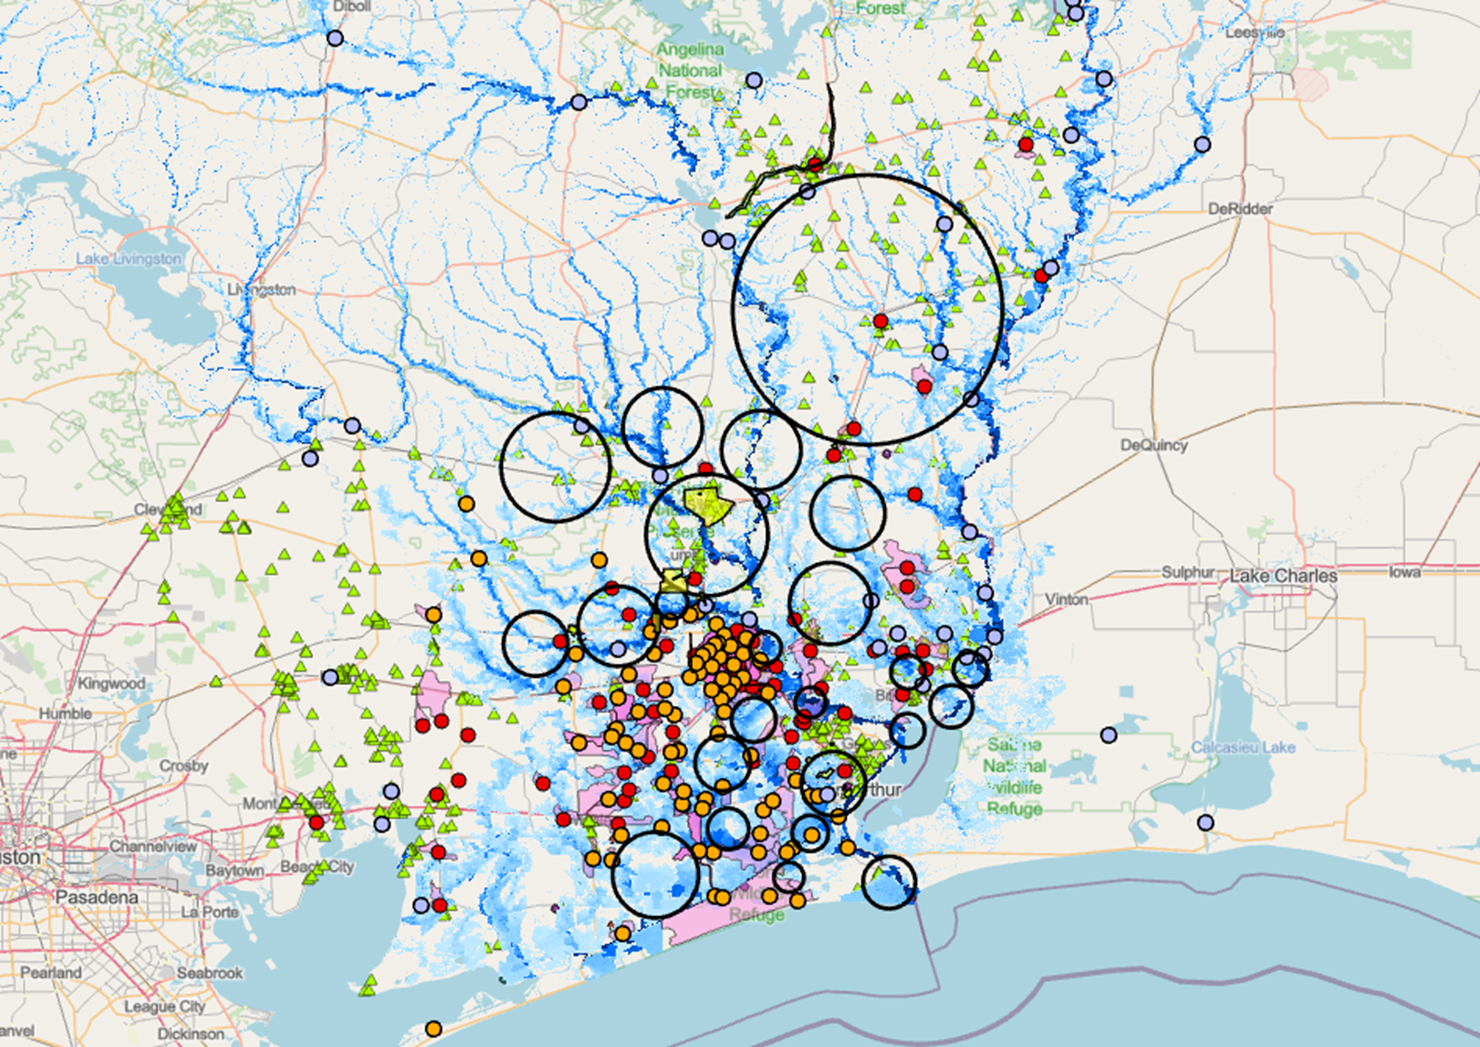 Diboll
Forest
Leesville
Angelina
National
Forest
DeRidder
Lake Livingston
Livingston
DeQuincy
Cleveland
Sulphur
Lake Charles
Iowa
Vinton
Kingwood
Humble
Sabine
National
Wildlife
Refuge
Calcasieu Lake
Crosby
Mont
Arthur
Channelview
Beach City
Baytown
Pasadena
La Porte
Refuge
Pearland
Seabrook
League City
Dickinson